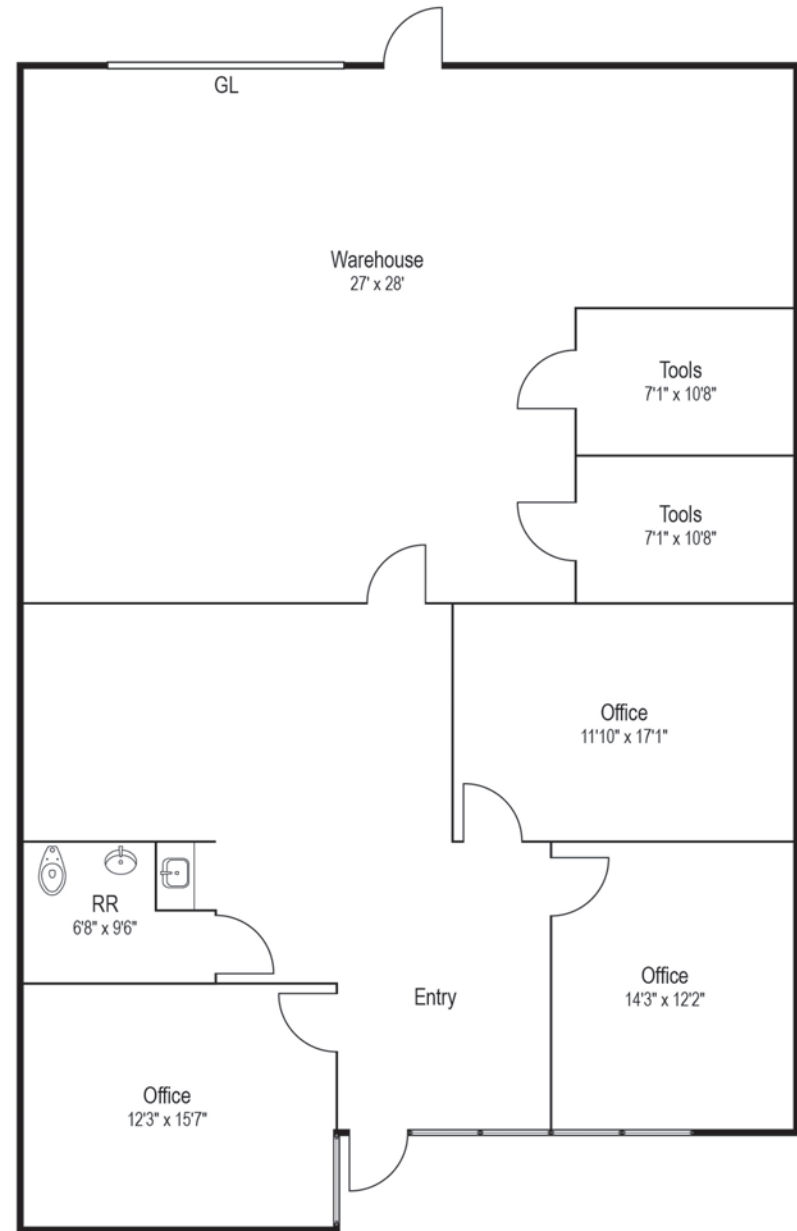 GL
Warehouse
27' x 28'
Tools
7'1" x 10'8"
Tools
7'1" x 10'8"
Office
11'10" x 17'1"
RR
6'8" x 9'6"
Office
14'3" x 12'2"
Entry
Office
12'3" x 15'7"